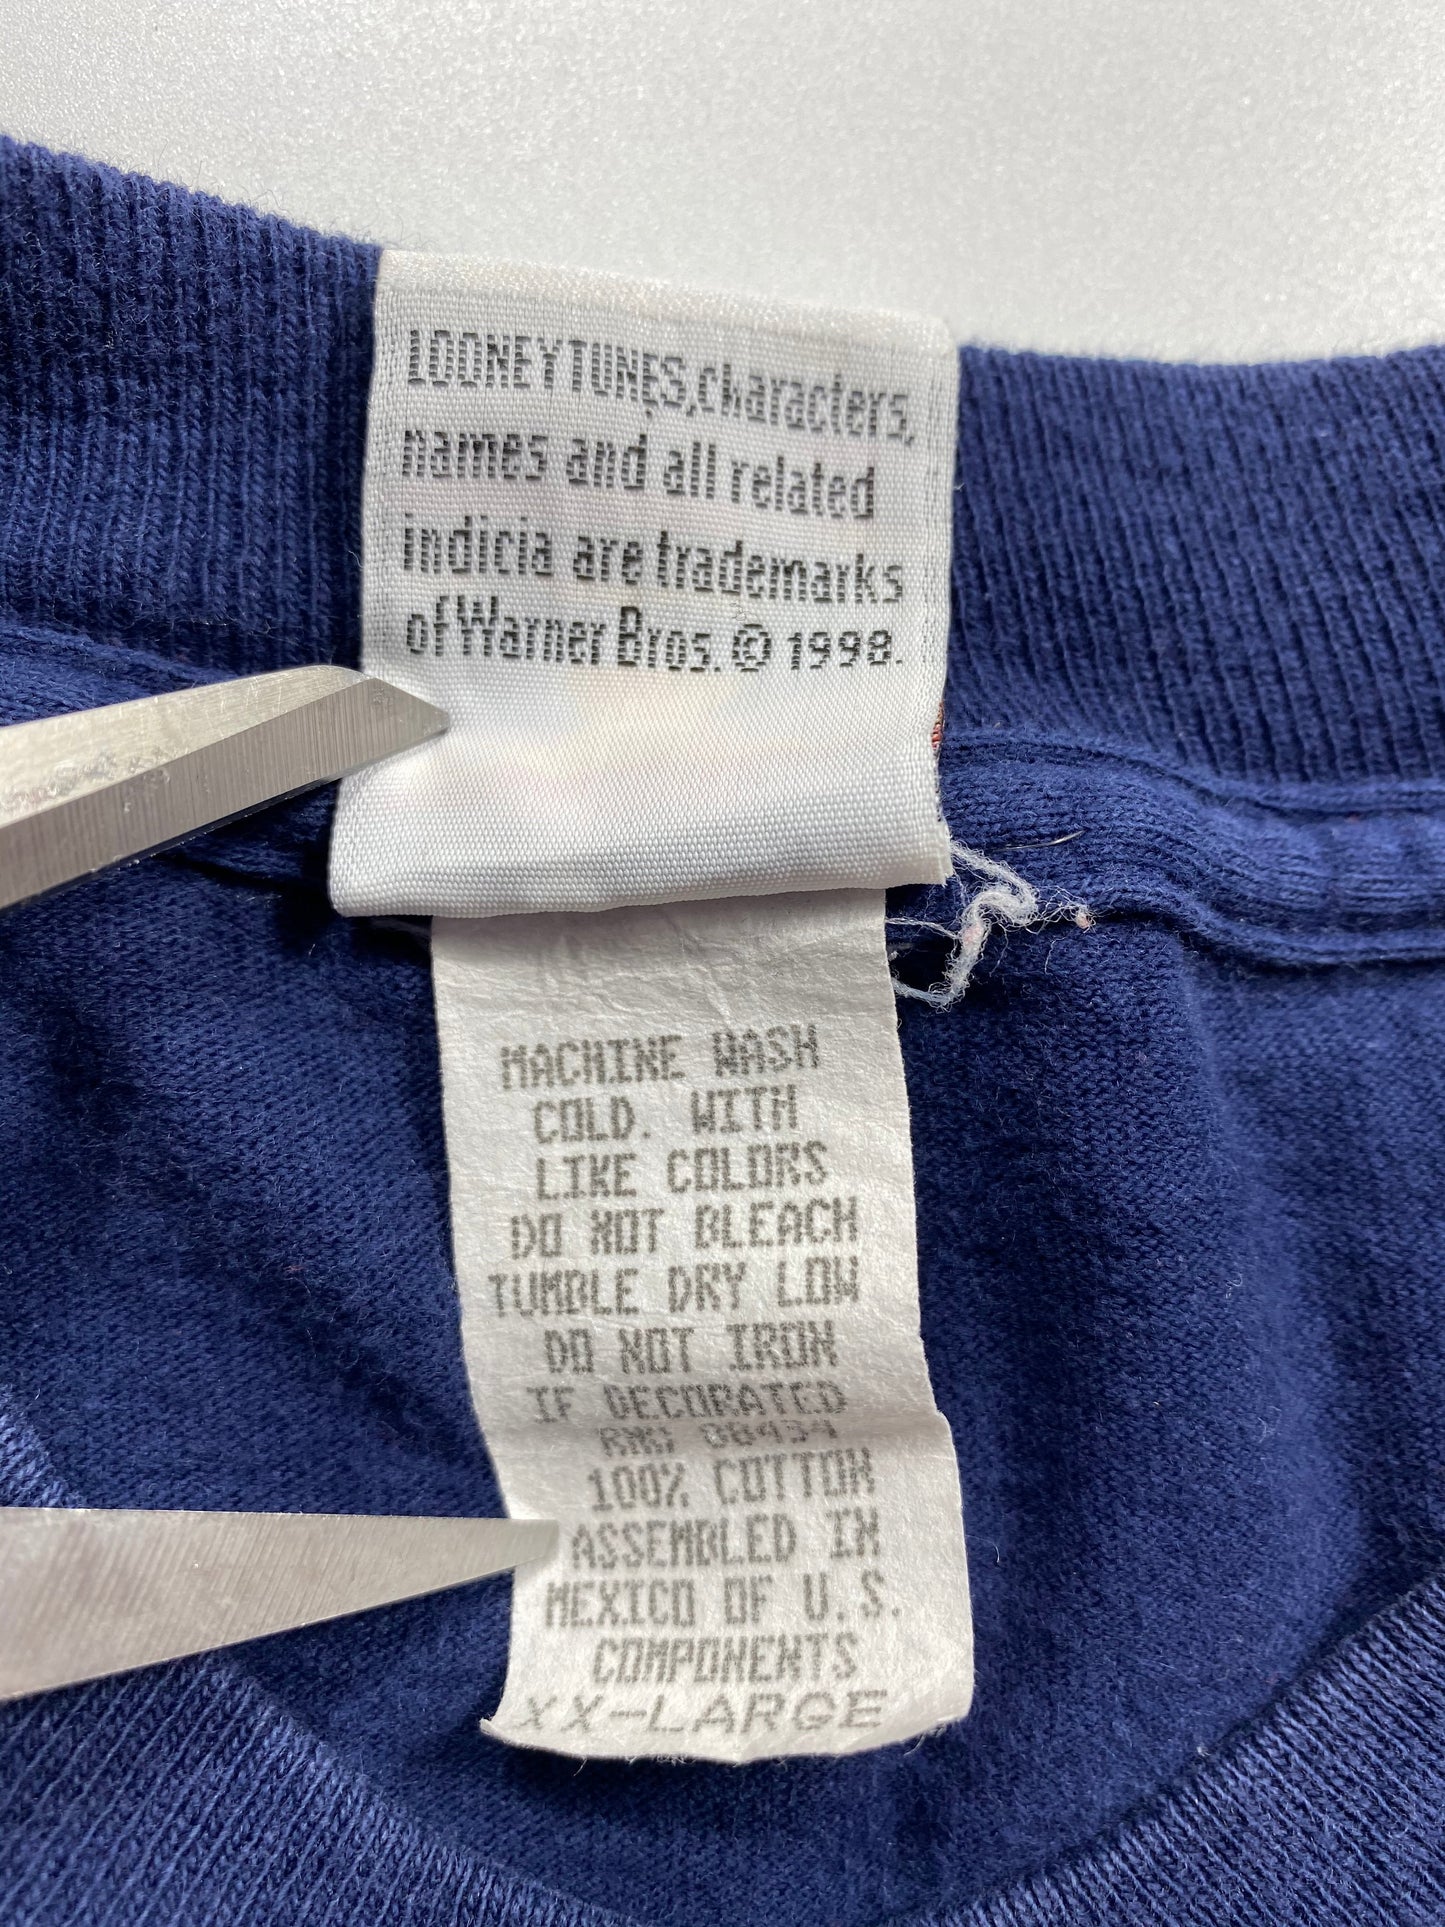 LOONEY TUNES, characters,
names and all related
indicia are trademarks
of Warner Bros. © 1998.
MACHINE WASH
COLD. WITH
LIKE COLORS
DO NOT BLEACH
TUMBLE DRY LOW
DO NOT IRON
IF DECORATED
100% COTTON
ASSEMBLED IN
MEXICO OF U.S.
COMPONENTS
XX-LARGE